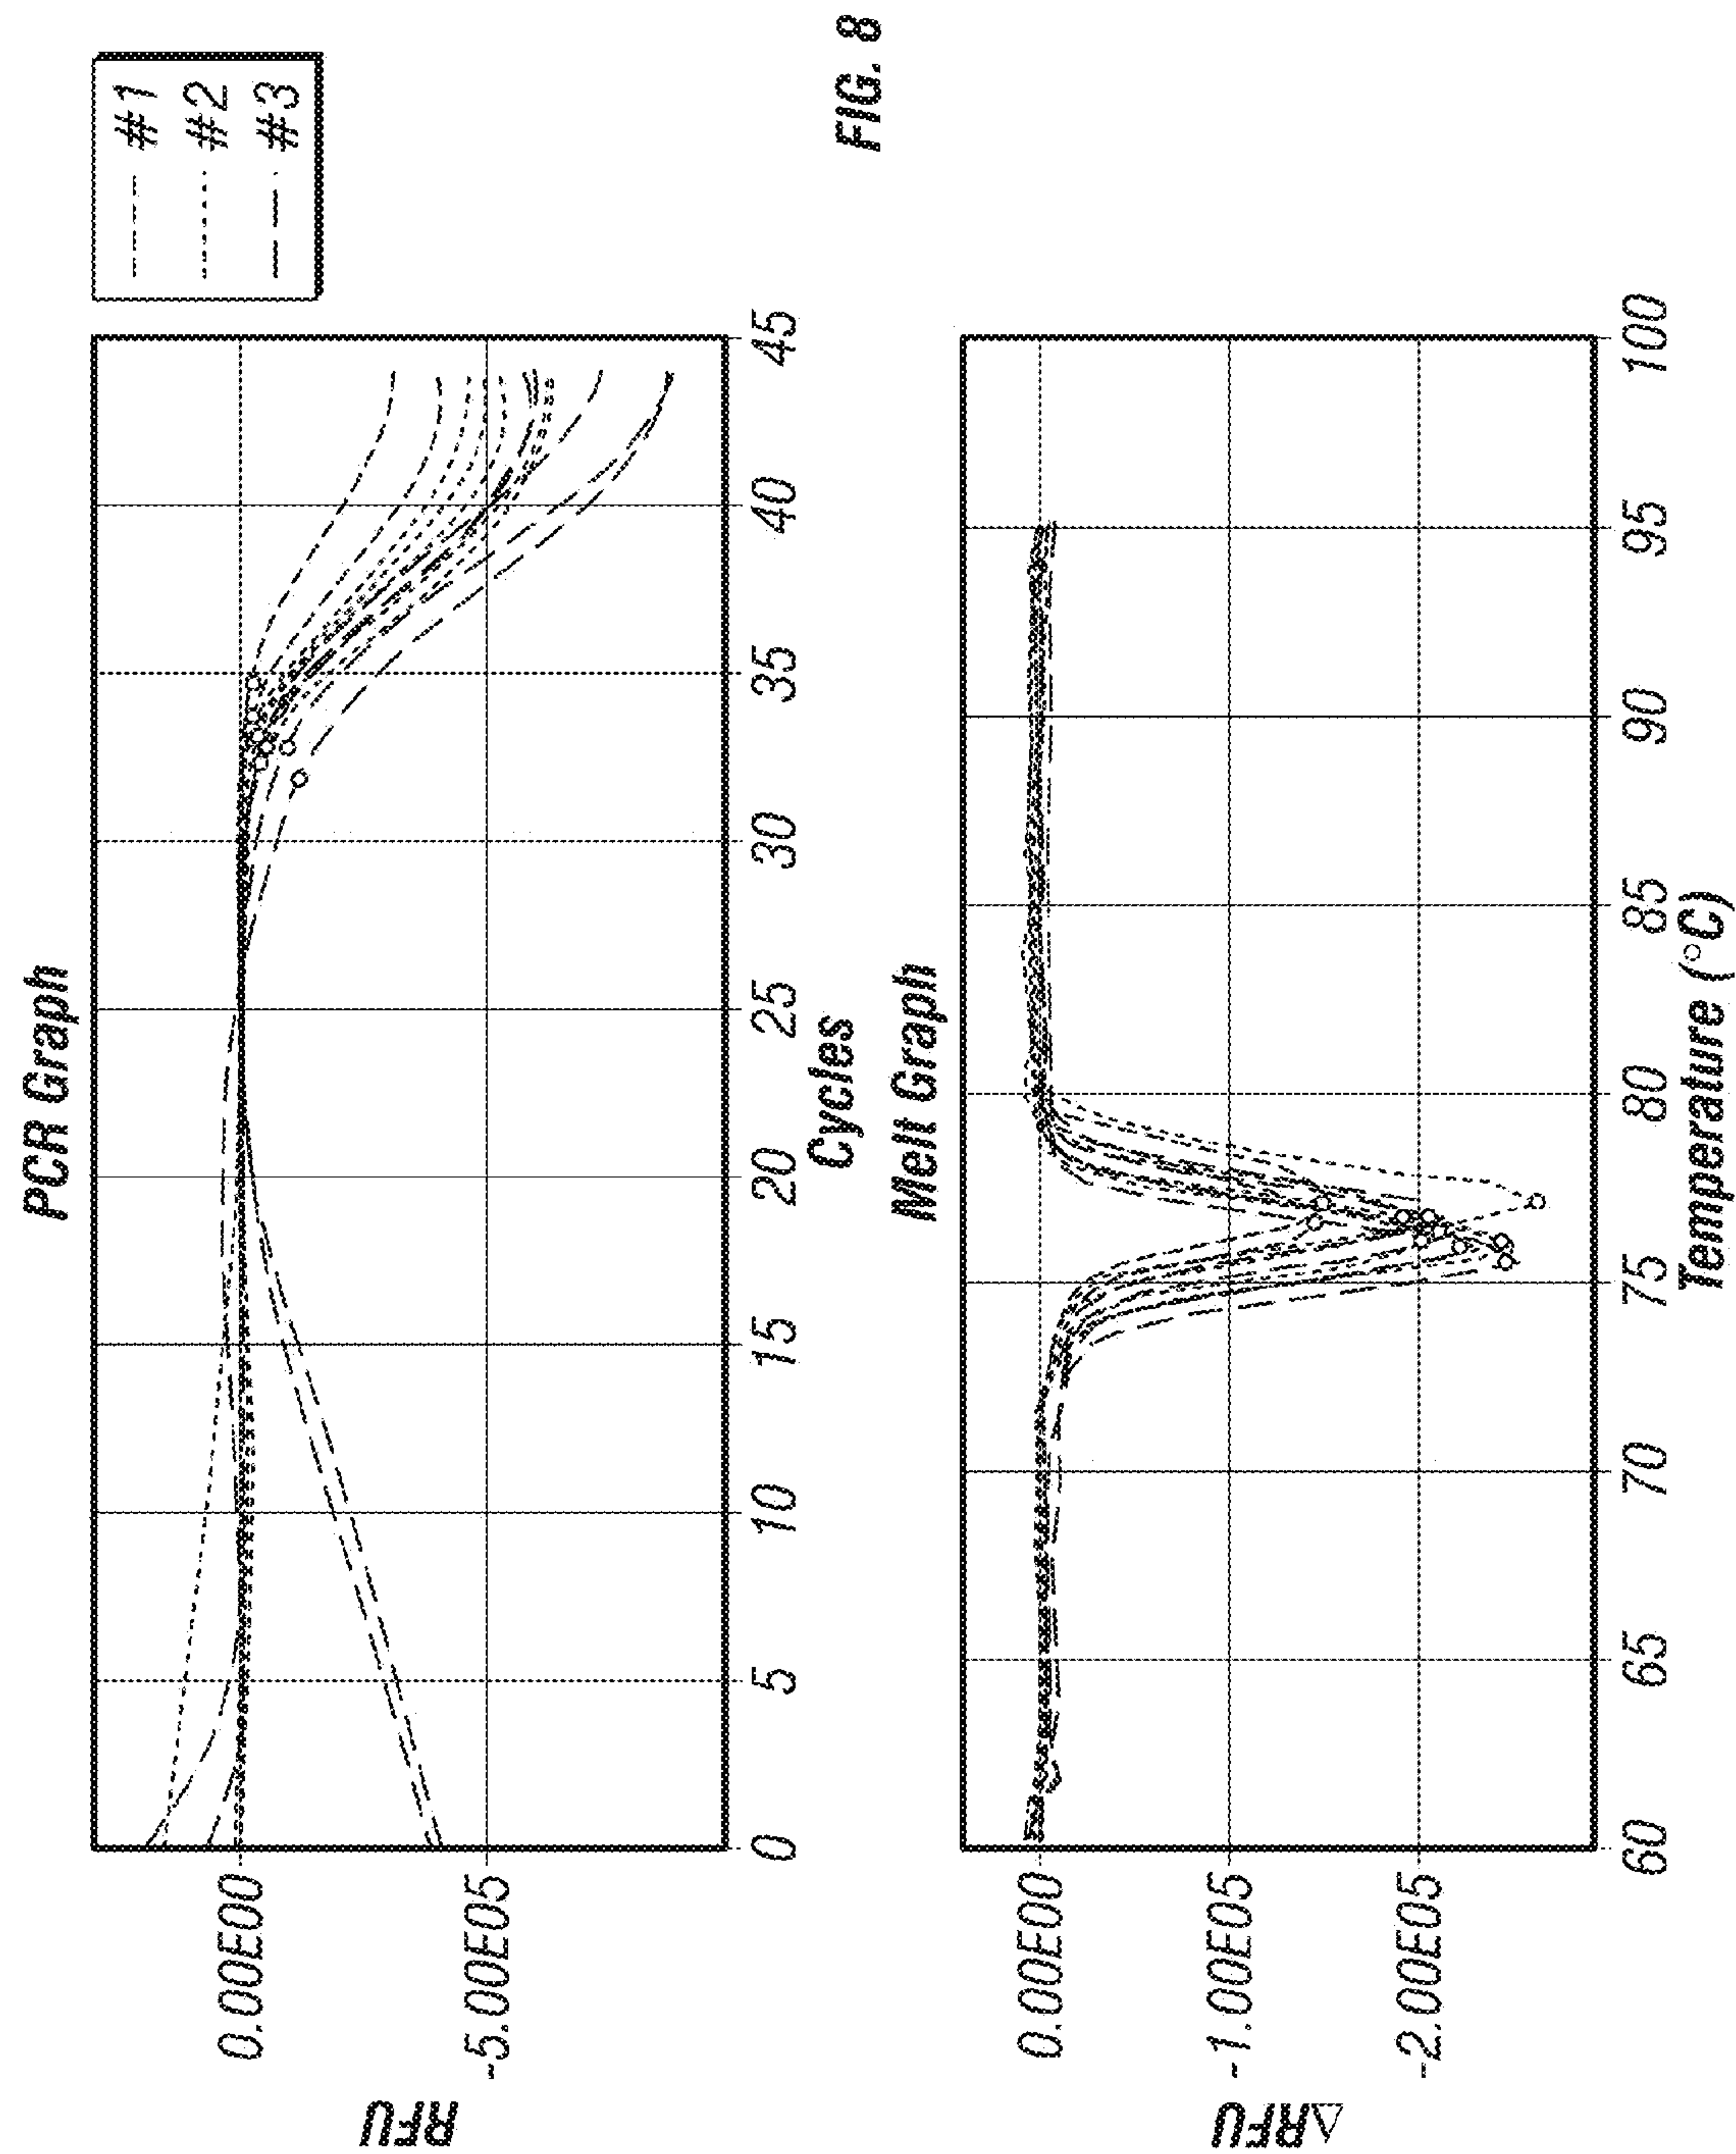 PCR Graph
#1
#2
#3
RFU
0.00E00
-5.00E05
0 5 10 15 20 25 30 35 40 45
Cycles
Melt Graph
ΔRFU
0.00E00
-1.00E05
-2.00E05
60 65 70 75 80 85 90 95 100
Temperature (°C)
FIG. 8